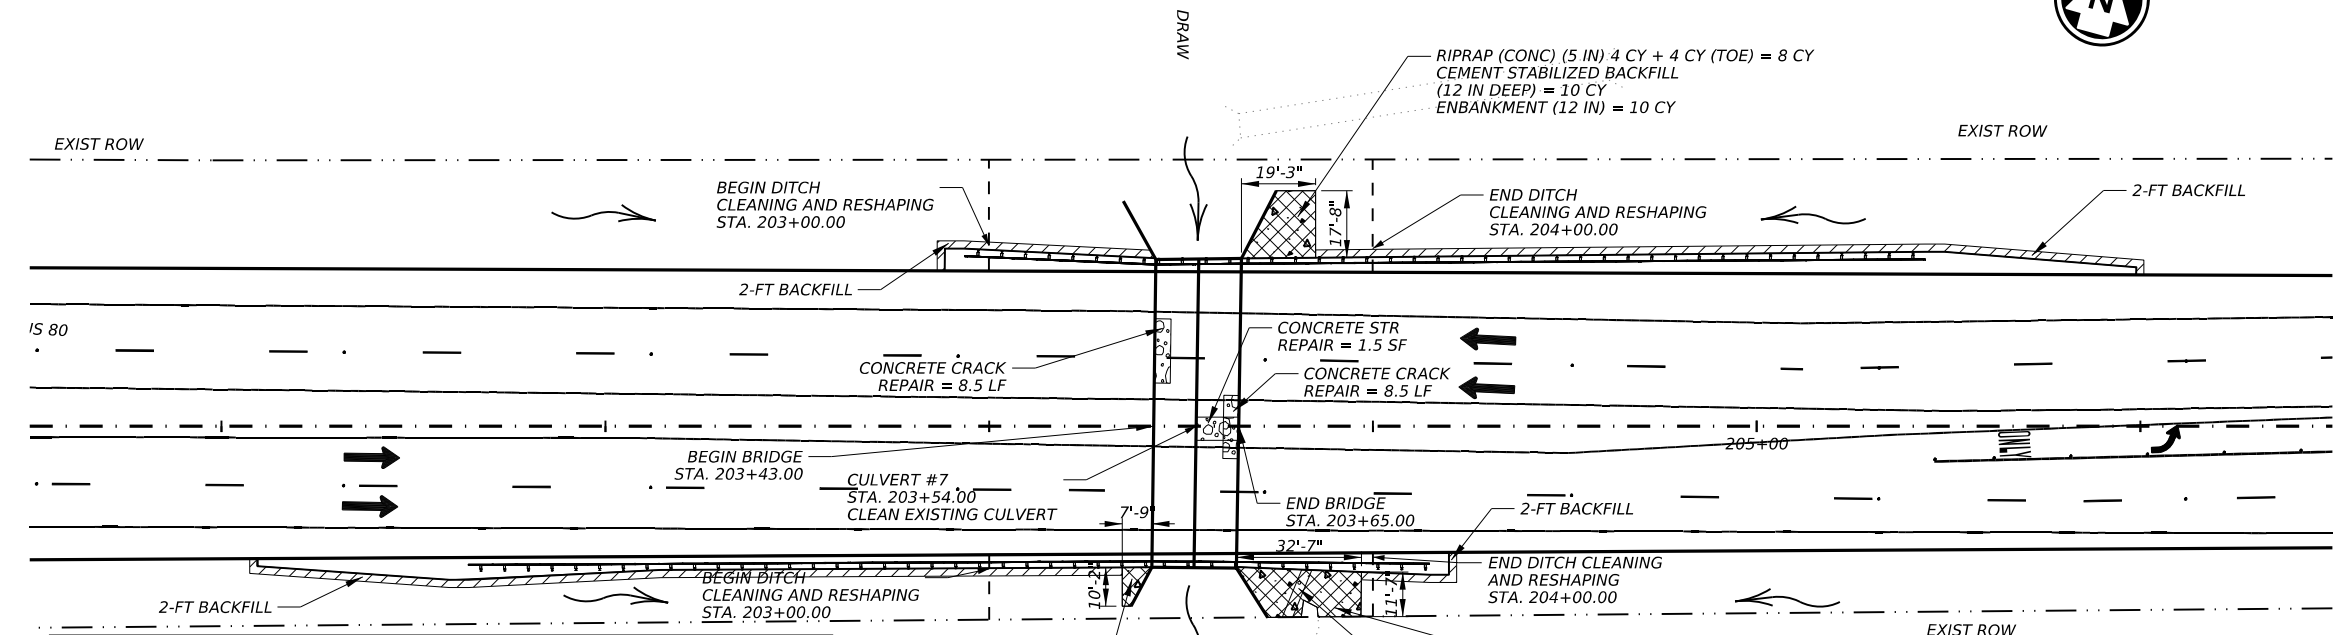 DRAW
N
RIPRAP (CONC) (5 IN) 4 CY + 4 CY (TOE) = 8 CY
CEMENT STABILIZED BACKFILL
(12 IN DEEP) = 10 CY
ENBANKMENT (12 IN) = 10 CY
EXIST ROW
EXIST ROW
BEGIN DITCH
CLEANING AND RESHAPING
STA. 203+00.00
19'-3"
17'-8"
END DITCH
CLEANING AND RESHAPING
STA. 204+00.00
2-FT BACKFILL
2-FT BACKFILL
US 80
CONCRETE STR
REPAIR = 1.5 SF
CONCRETE CRACK
REPAIR = 8.5 LF
CONCRETE CRACK
REPAIR = 8.5 LF
205+00
ONLY
BEGIN BRIDGE
STA. 203+43.00
CULVERT #7
STA. 203+54.00
CLEAN EXISTING CULVERT
7'-9"
END BRIDGE
STA. 203+65.00
2-FT BACKFILL
32'-7"
END DITCH CLEANING
AND RESHAPING
STA. 204+00.00
BEGIN DITCH
CLEANING AND RESHAPING
STA. 203+00.00
10'-2"
11'-7"
2-FT BACKFILL
EXIST ROW